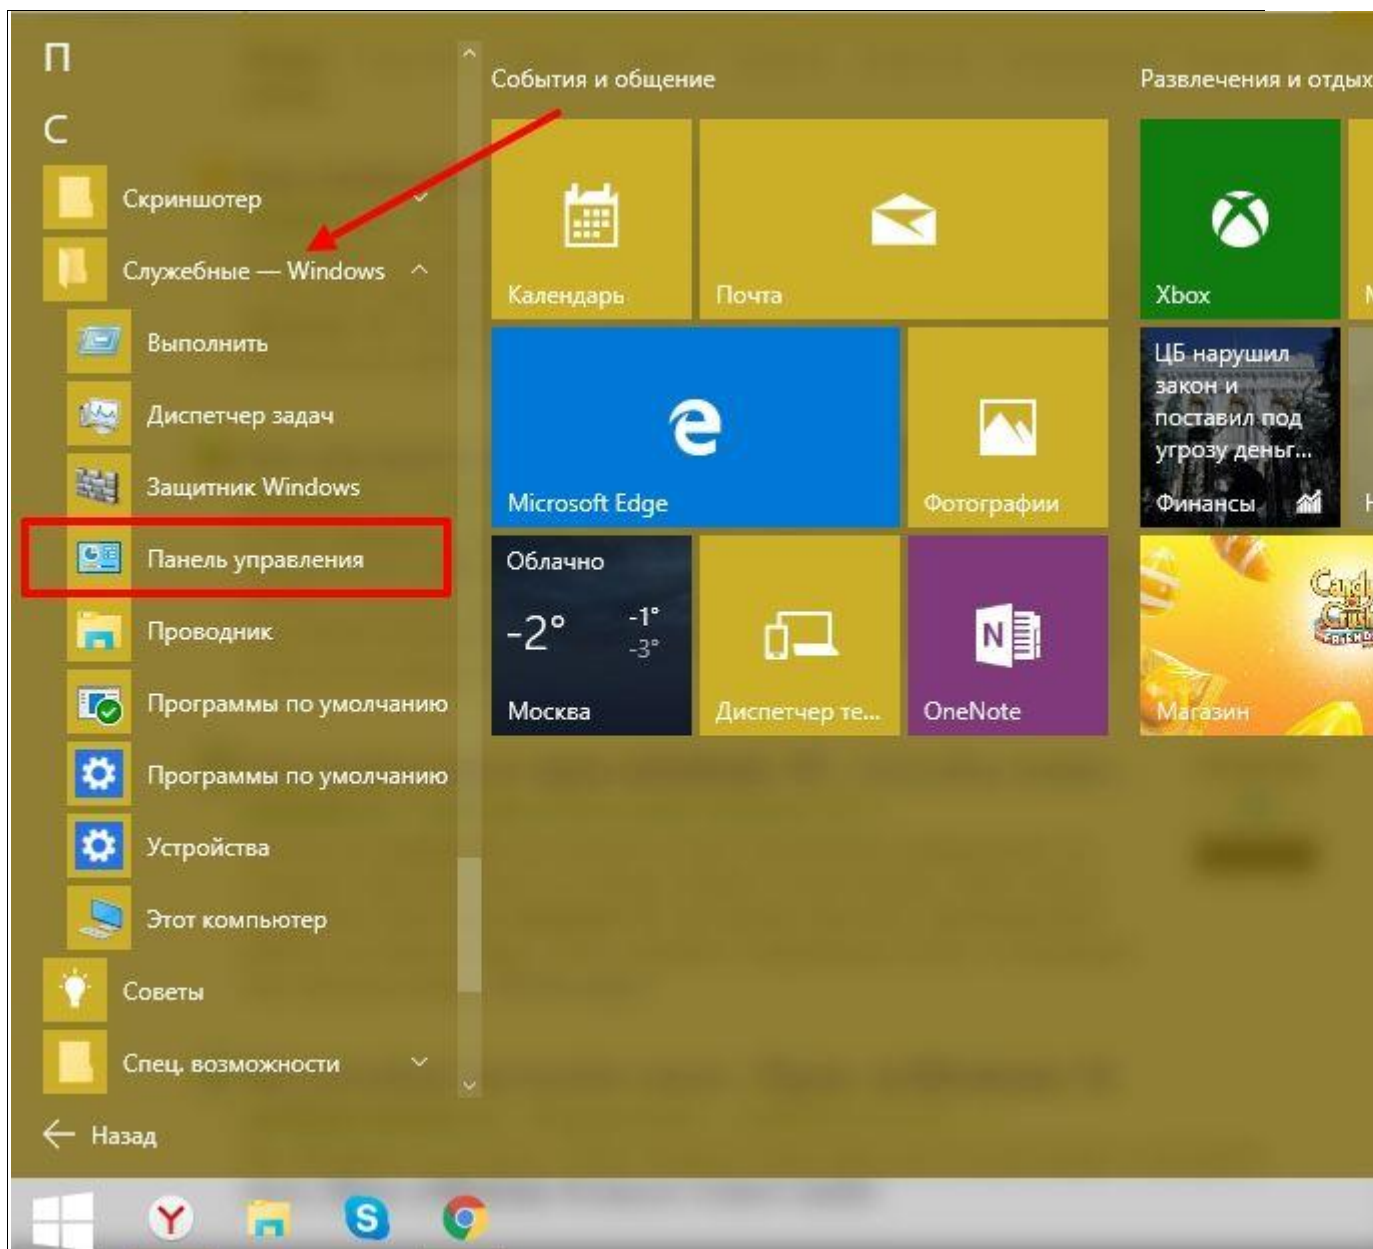 П
С
Скриншотер
Служебные — Windows
Выполнить
Диспетчер задач
Защитник Windows
Панель управления
Проводник
Программы по умолчанию
Программы по умолчанию
Устройства
Этот компьютер
Советы
Спец. возможности
Назад
События и общение
Календарь
Почта
Microsoft Edge
Фотографии
Облачно
-2°
-1°
-3°
Москва
Диспетчер те...
OneNote
N
Развлечения и отдых
Xbox
ЦБ нарушил
закон и
поставил под
угрозу деньг...
Финансы
Candy
Crush
Магазин
Y
S